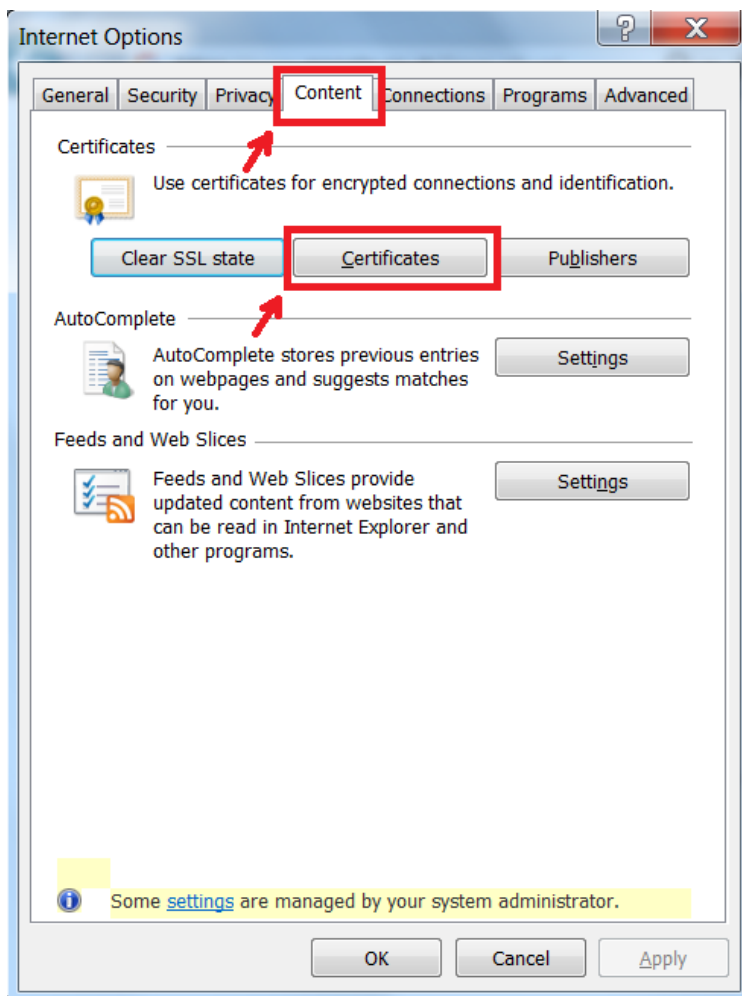 Internet Options
General Security Privacy Content Connections Programs Advanced
Certificates
Use certificates for encrypted connections and identification.
Clear SSL state Certificates Publishers
AutoComplete
AutoComplete stores previous entries
on webpages and suggests matches
for you.
Settings
Feeds and Web Slices
Feeds and Web Slices provide
updated content from websites that
can be read in Internet Explorer and
other programs.
Settings
Some settings are managed by your system administrator.
OK Cancel Apply